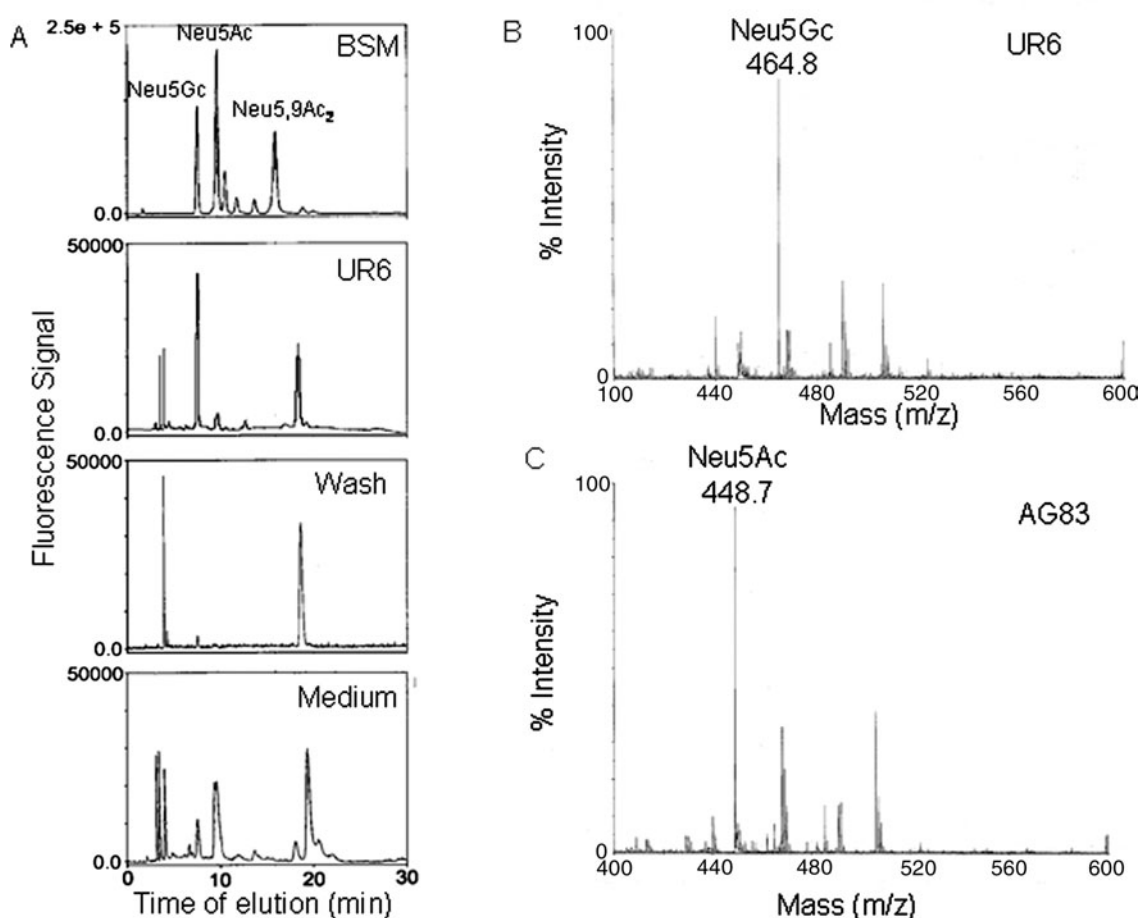 A
2.5e + 5
Neu5Ac
BSM
Neu5Gc
Neu5,9Ac₂
0.0
50000
UR6
0.0
50000
Wash
0.0
50000
Medium
0.0
0 10 20 30
Time of elution (min)
Fluorescence Signal
B
100
Neu5Gc
464.8
UR6
% Intensity
0
100 440 480 520 560 600
Mass (m/z)
C
Neu5Ac
448.7
100
AG83
% Intensity
0
400 440 480 520 560 600
Mass (m/z)